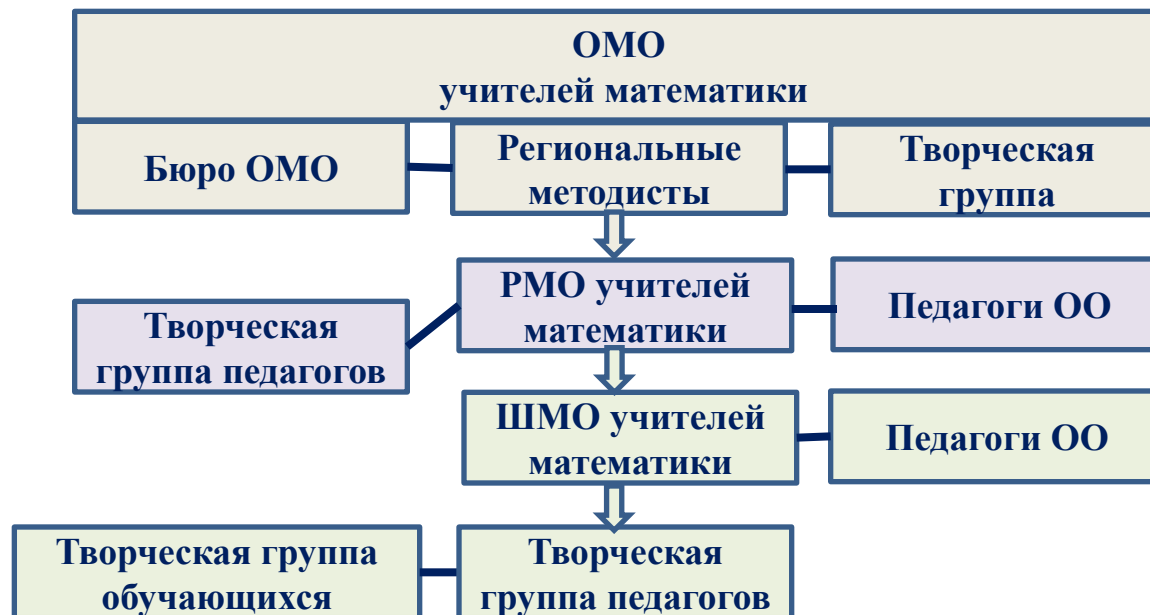 ОМО
учителей математики
Бюро ОМО
Региональные
методисты
Творческая
группа
РМО учителей
математики
Педагоги ОО
Творческая
группа педагогов
ШМО учителей
математики
Педагоги ОО
Творческая группа
обучающихся
Творческая
группа педагогов